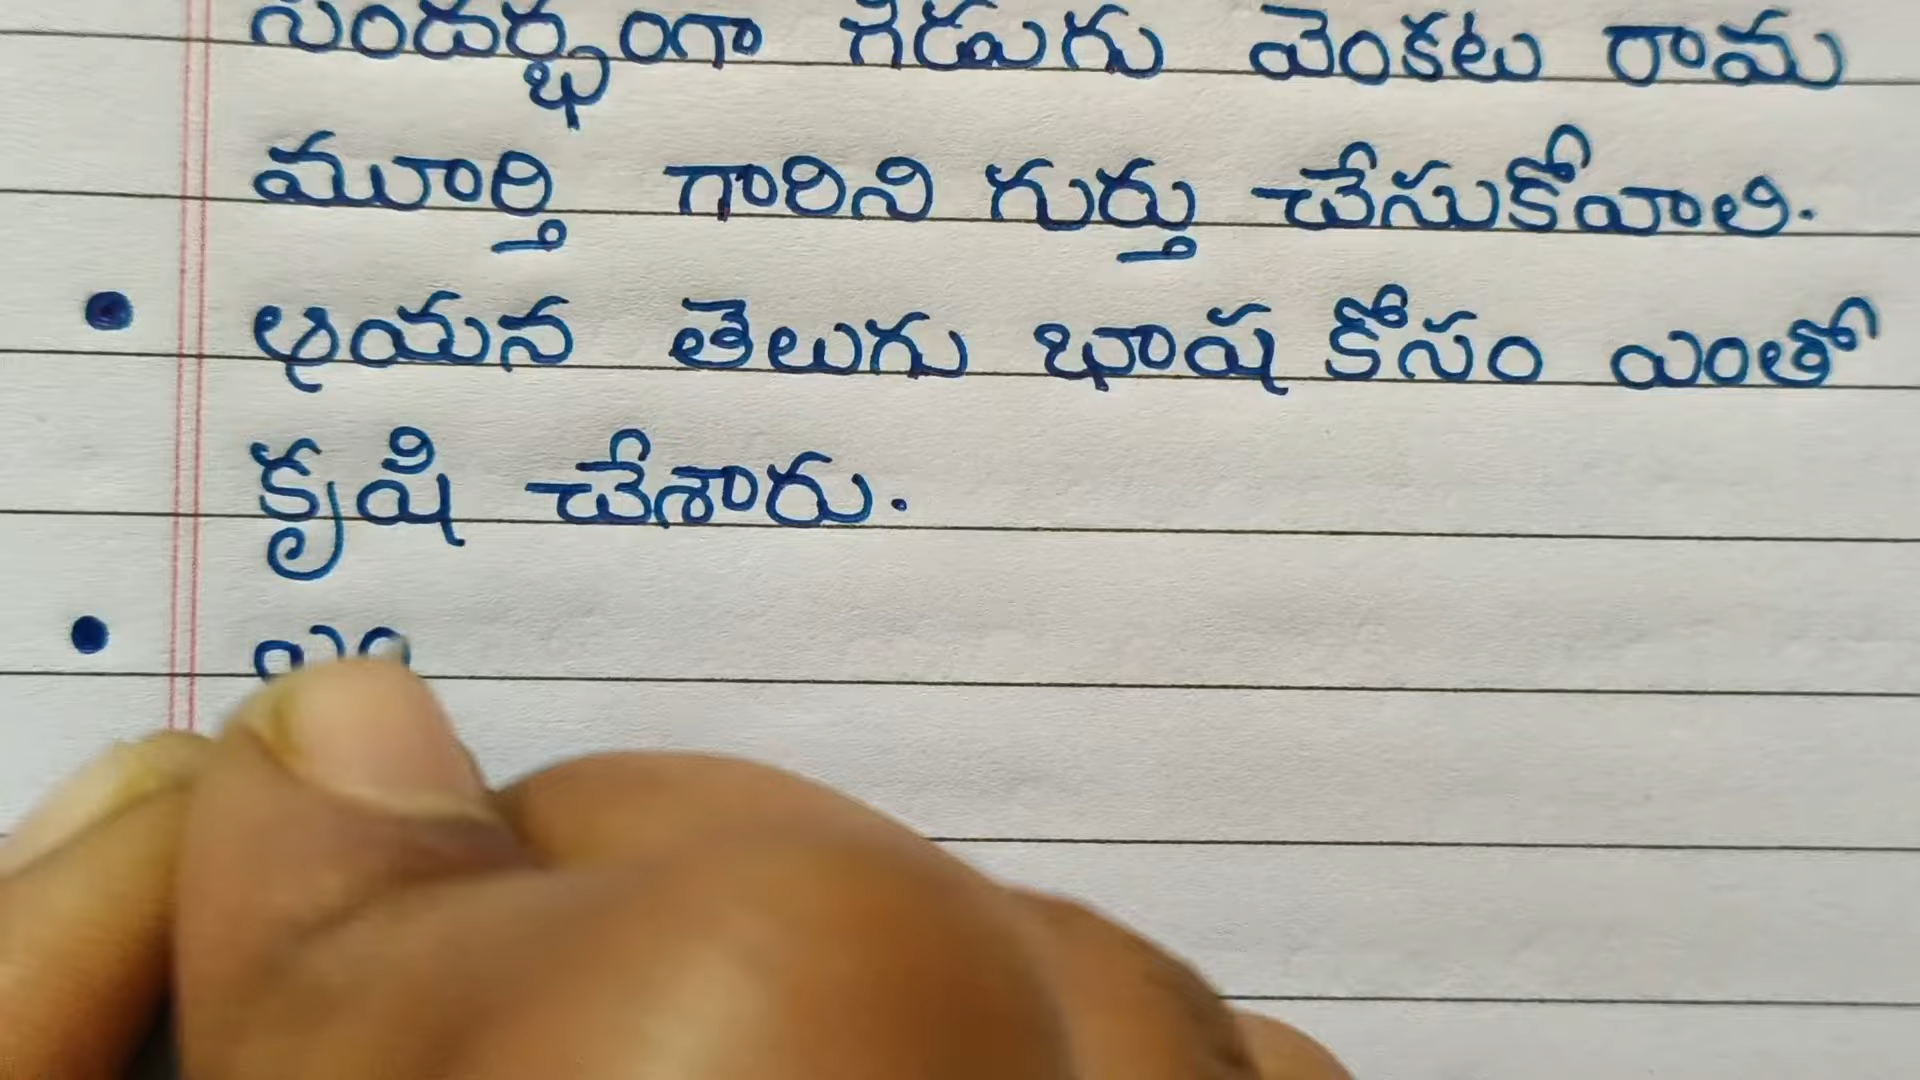 సందర్భంగా గిడుగు వెంకట రామ
మూర్తి గారిని గుర్తు చేసుకోవాలి.
• ఆయన తెలుగు భాష కోసం ఎంతో
కృషి చేశారు.
•